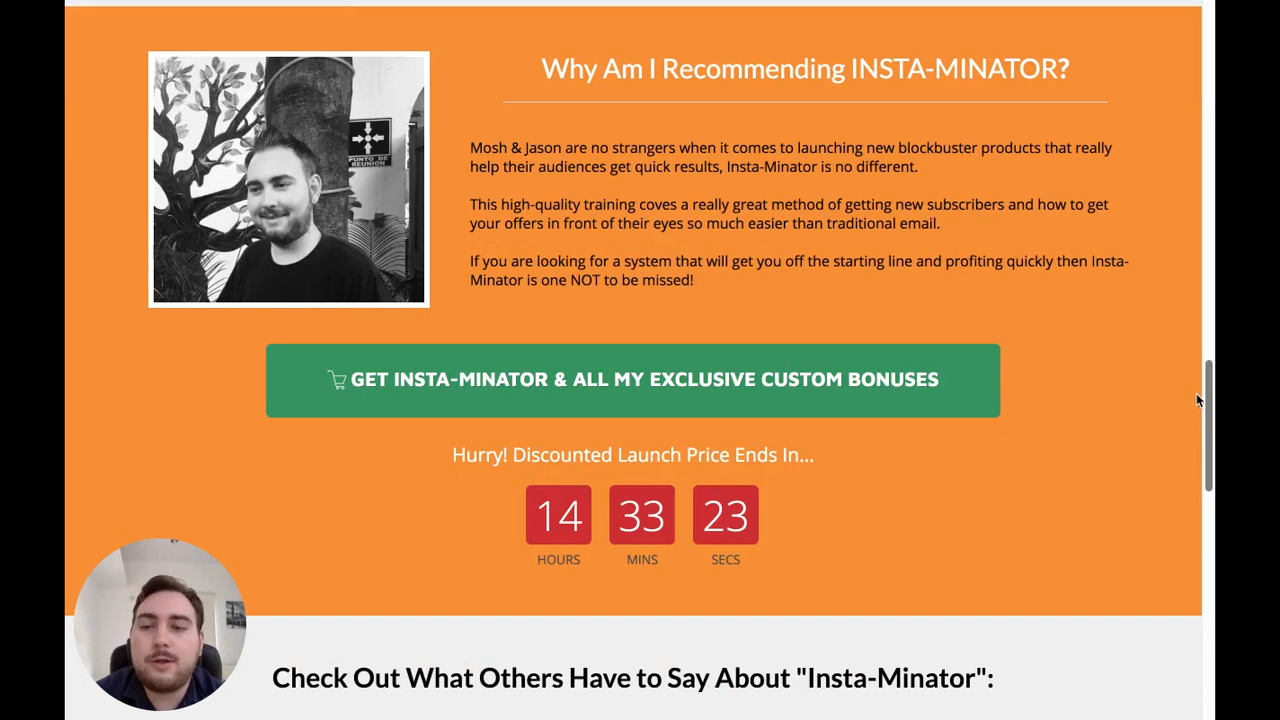 Why Am I Recommending INSTA-MINATOR?
PUNTO DE
REUNION
Mosh & Jason are no strangers when it comes to launching new blockbuster products that really
help their audiences get quick results, Insta-Minator is no different.
This high-quality training coves a really great method of getting new subscribers and how to get
your offers in front of their eyes so much easier than traditional email.
If you are looking for a system that will get you off the starting line and profiting quickly then Insta-
Minator is one NOT to be missed!
GET INSTA-MINATOR & ALL MY EXCLUSIVE CUSTOM BONUSES
Hurry! Discounted Launch Price Ends In...
14 33 23
HOURS MINS SECS
Check Out What Others Have to Say About "Insta-Minator":